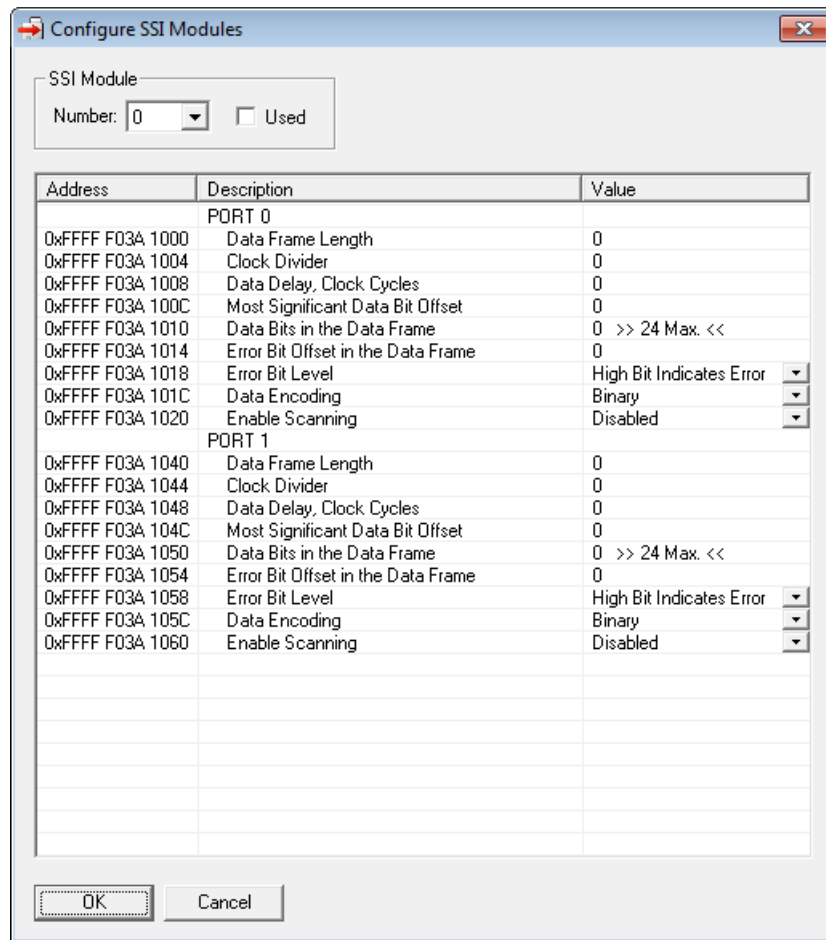 Configure SSI Modules
SSI Module
Number: 0 Used
Address Description Value
PORT 0
0xFFFF F03A 1000 Data Frame Length 0
0xFFFF F03A 1004 Clock Divider 0
0xFFFF F03A 1008 Data Delay, Clock Cycles 0
0xFFFF F03A 100C Most Significant Data Bit Offset 0
0xFFFF F03A 1010 Data Bits in the Data Frame 0 >> 24 Max. <<
0xFFFF F03A 1014 Error Bit Offset in the Data Frame 0
0xFFFF F03A 1018 Error Bit Level High Bit Indicates Error
0xFFFF F03A 101C Data Encoding Binary
0xFFFF F03A 1020 Enable Scanning Disabled
PORT 1
0xFFFF F03A 1040 Data Frame Length 0
0xFFFF F03A 1044 Clock Divider 0
0xFFFF F03A 1048 Data Delay, Clock Cycles 0
0xFFFF F03A 104C Most Significant Data Bit Offset 0
0xFFFF F03A 1050 Data Bits in the Data Frame 0 >> 24 Max. <<
0xFFFF F03A 1054 Error Bit Offset in the Data Frame 0
0xFFFF F03A 1058 Error Bit Level High Bit Indicates Error
0xFFFF F03A 105C Data Encoding Binary
0xFFFF F03A 1060 Enable Scanning Disabled
OK Cancel